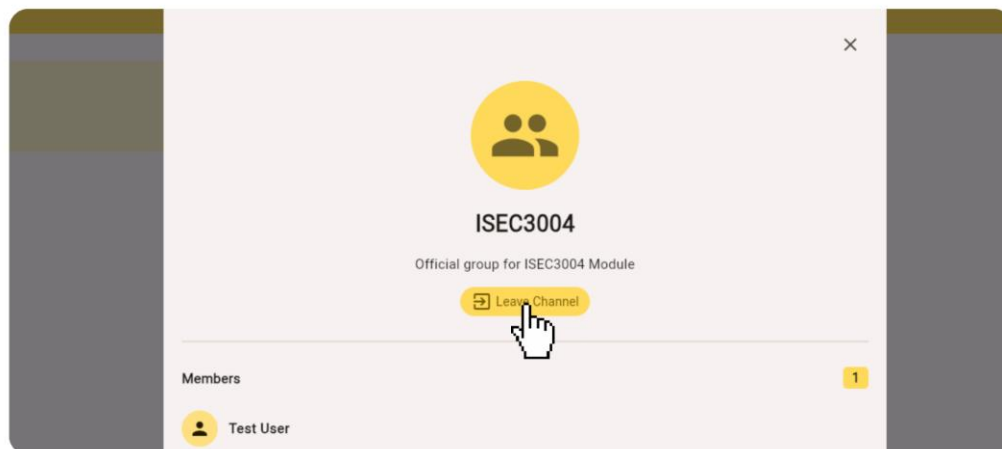 ISEC3004
Official group for ISEC3004 Module
Leave Channel
Members
1
Test User